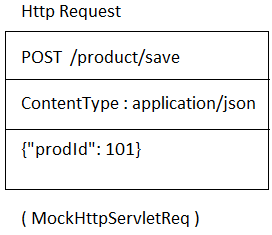 Http Request
POST /product/save
ContentType : application/json
{"prodId": 101}
( MockHttpServletReq )